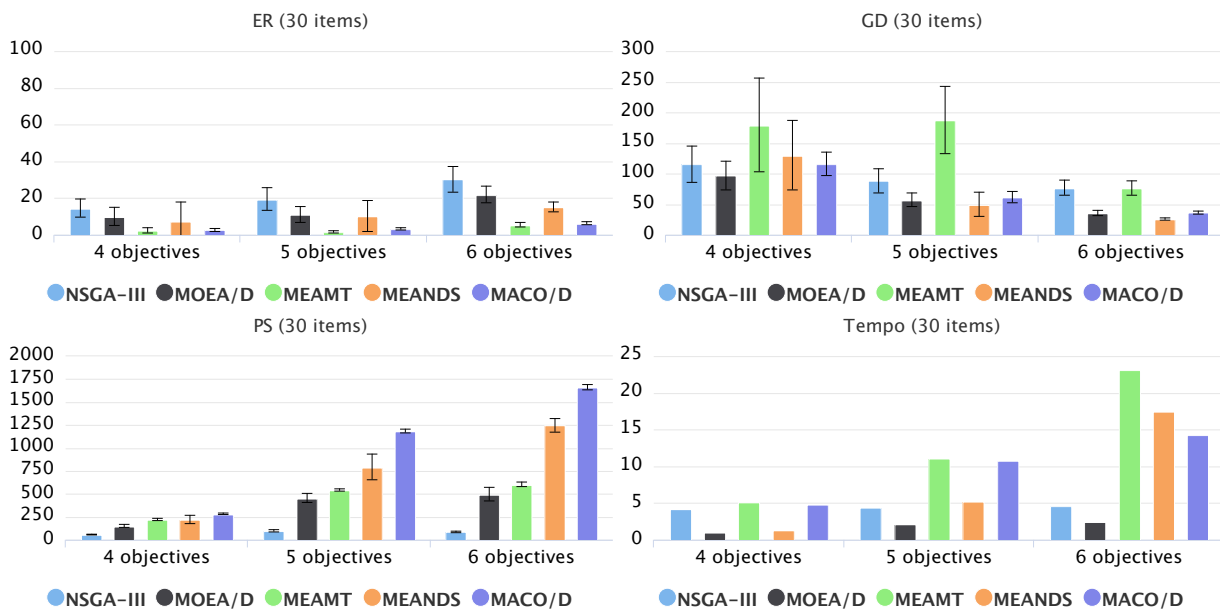 ER (30 items)
100
80
60
40
20
0
4 objectives 5 objectives 6 objectives
NSGA-III MOEA/D MEAMT MEANDS MACO/D
GD (30 items)
300
250
200
150
100
50
0
4 objectives 5 objectives 6 objectives
NSGA-III MOEA/D MEAMT MEANDS MACO/D
PS (30 items)
2000
1750
1500
1250
1000
750
500
250
0
4 objectives 5 objectives 6 objectives
NSGA-III MOEA/D MEAMT MEANDS MACO/D
Tempo (30 items)
25
20
15
10
5
0
4 objectives 5 objectives 6 objectives
NSGA-III MOEA/D MEAMT MEANDS MACO/D